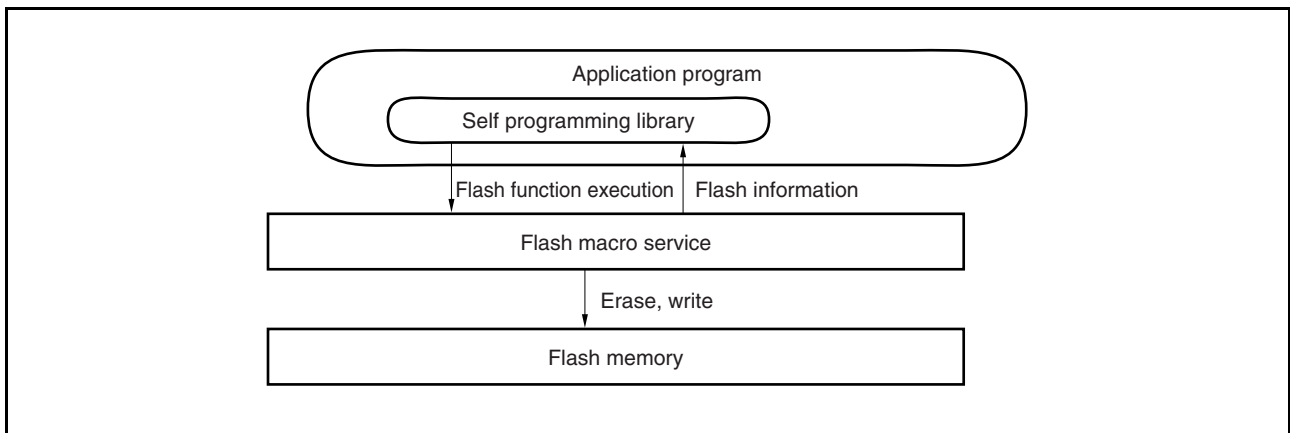 Application program
Self programming library
Flash function execution
Flash information
Flash macro service
Erase, write
Flash memory